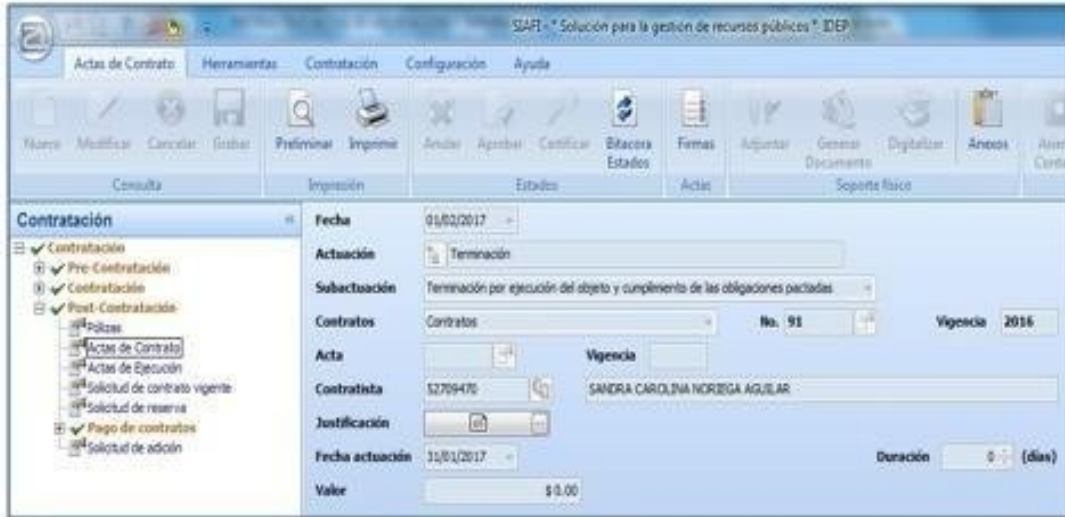 SIAFI - " Solución para la gestión de recursos públicos ". IDEP
Actas de Contrato Herramientas Contratación Configuración Ayuda
Nuevo Modificar Cancelar Grabar Preliminar Imprimir Anular Aprobar Certificar Bitacora Estados Firmas Adjuntar Generar Documento Digitalizar Anexos
Consulta Impresión Estados Actas Soporte físico
Contratación
Contratación
Pre-Contratación
Contratación
Post-Contratación
Polizas
Actas de Contrato
Actas de Ejecución
Solicitud de contrato vigente
Solicitud de reserva
Pago de contratos
Solicitud de adición
Fecha 01/02/2017
Actuación Terminación
Subactuación Terminación por ejecución del objeto y cumplimiento de las obligaciones pactadas
Contratos Contratos No. 91 Vigencia 2016
Acta Vigencia
Contratista 52709470 SANDRA CAROLINA NORIEGA AGUILAR
Justificación
Fecha actuación 31/01/2017 Duración 0 (días)
Valor $ 0.00